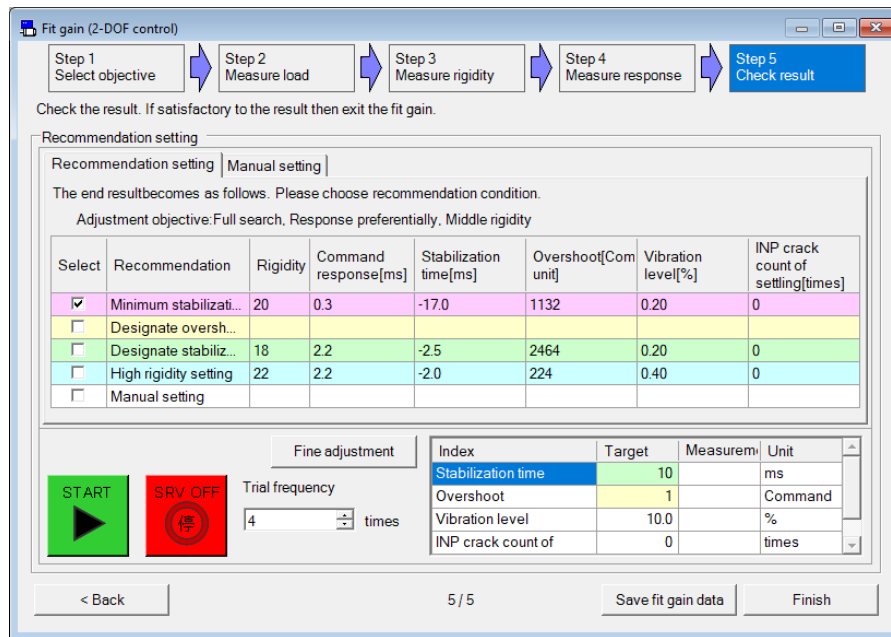 Fit gain (2-DOF control)
Step 1
Select objective
Step 2
Measure load
Step 3
Measure rigidity
Step 4
Measure response
Step 5
Check result
Check the result. If satisfactory to the result then exit the fit gain.
Recommendation setting
Recommendation setting Manual setting
The end resultbecomes as follows. Please choose recommendation condition.
Adjustment objective:Full search, Response preferentially, Middle rigidity
Select Recommendation Rigidity Command response[ms] Stabilization time[ms] Overshoot[Com unit] Vibration level[%] INP crack count of settling[times]
Minimum stabilizati... 20 0.3 -17.0 1132 0.20 0
Designate oversh...
Designate stabiliz... 18 2.2 -2.5 2464 0.20 0
High rigidity setting 22 2.2 -2.0 224 0.40 0
Manual setting
Fine adjustment
START
SRV OFF
停
Trial frequency
4 times
Index Target Measurem Unit
Stabilization time 10 ms
Overshoot 1 Command
Vibration level 10.0 %
INP crack count of 0 times
< Back 5 / 5 Save fit gain data Finish